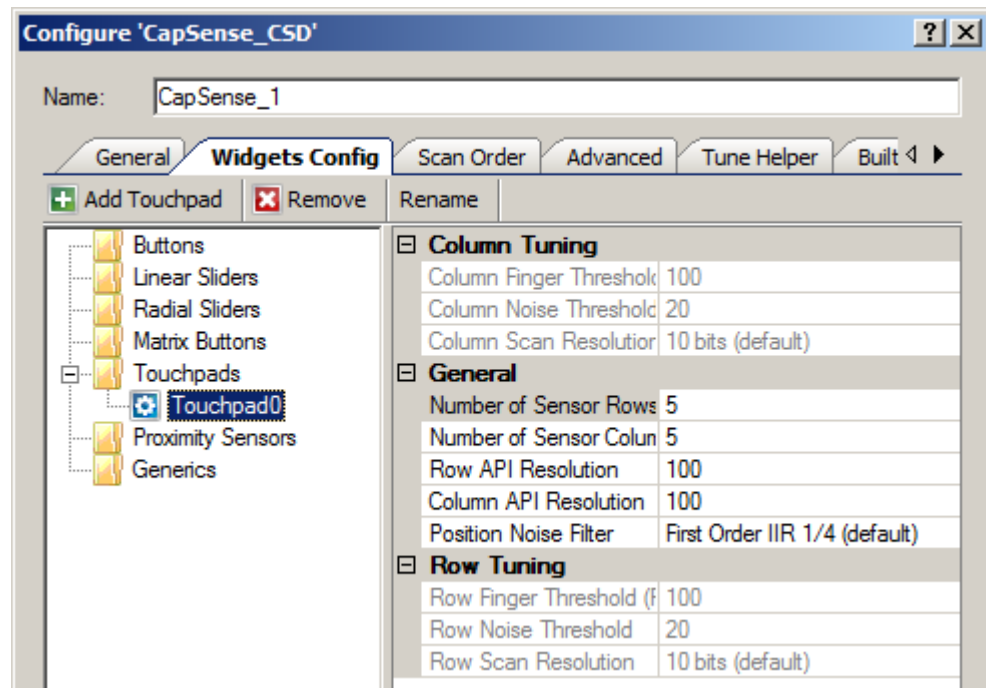 Configure 'CapSense_CSD'
Name: CapSense_1
General Widgets Config Scan Order Advanced Tune Helper Built
Add Touchpad Remove Rename
Buttons
Linear Sliders
Radial Sliders
Matrix Buttons
Touchpads
Touchpad0
Proximity Sensors
Generics
Column Tuning
Column Finger Threshold 100
Column Noise Threshold 20
Column Scan Resolution 10 bits (default)
General
Number of Sensor Rows 5
Number of Sensor Colum 5
Row API Resolution 100
Column API Resolution 100
Position Noise Filter First Order IIR 1/4 (default)
Row Tuning
Row Finger Threshold (F 100
Row Noise Threshold 20
Row Scan Resolution 10 bits (default)